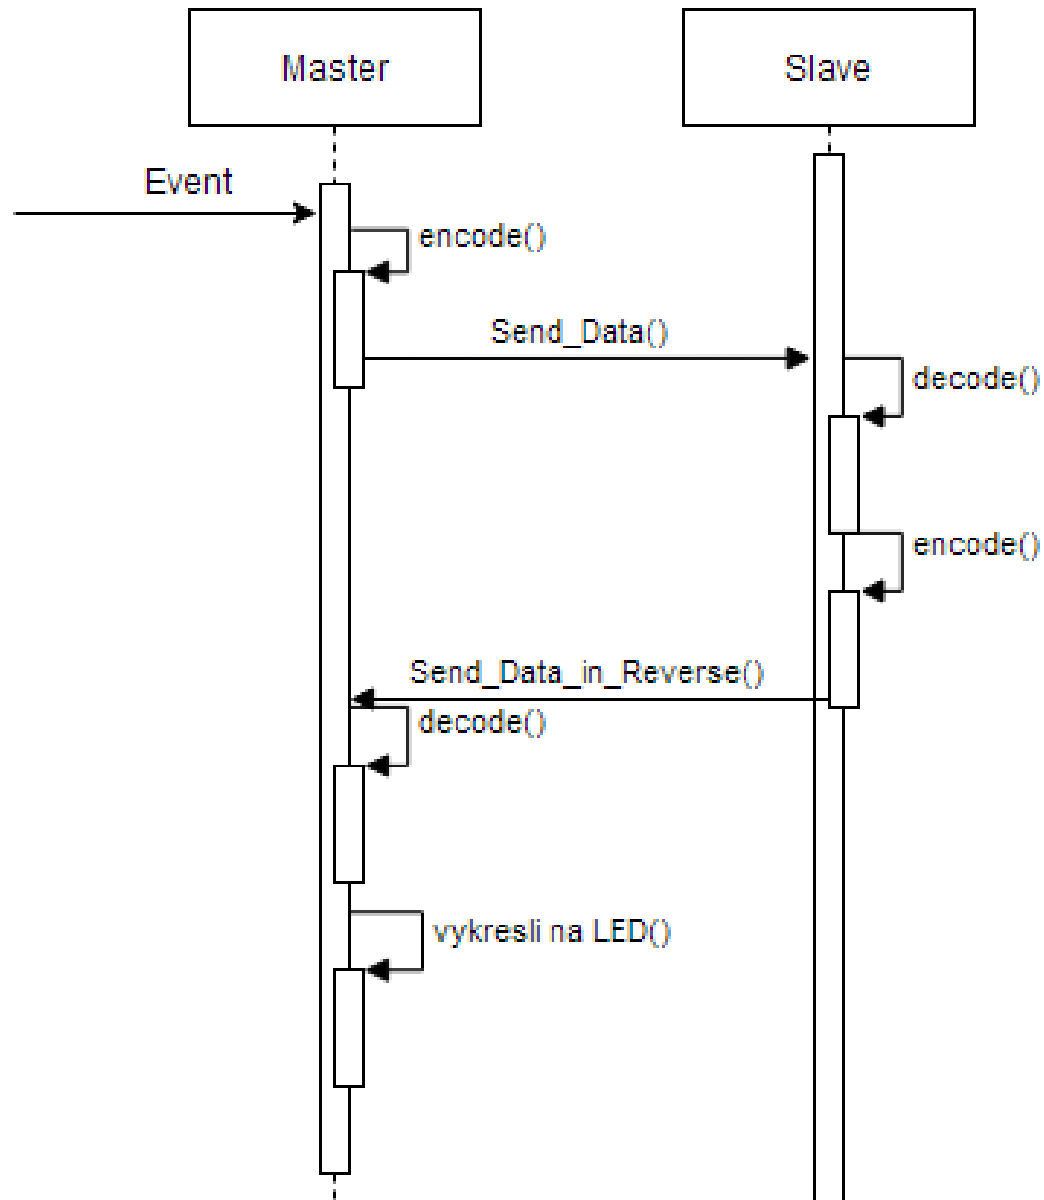 Master
Slave
Event
encode()
Send_Data()
decode()
encode()
Send_Data_in_Reverse()
decode()
vykresli na LED()